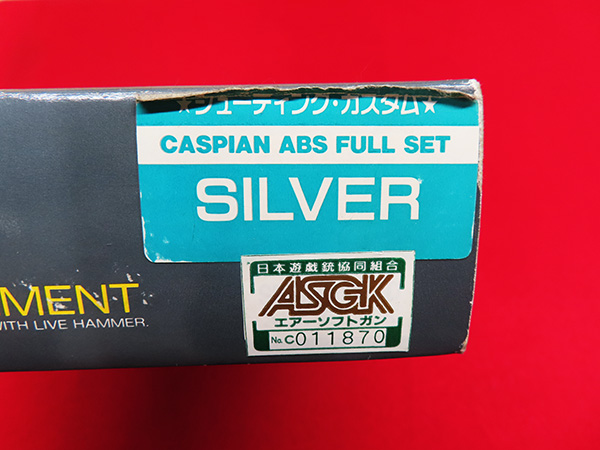 ★シューティング・カスタム★
CASPIAN ABS FULL SET
SILVER
MENT
WITH LIVE HAMMER.
日本遊戯銃協同組合
ASGK
エアーソフトガン
No.C011870